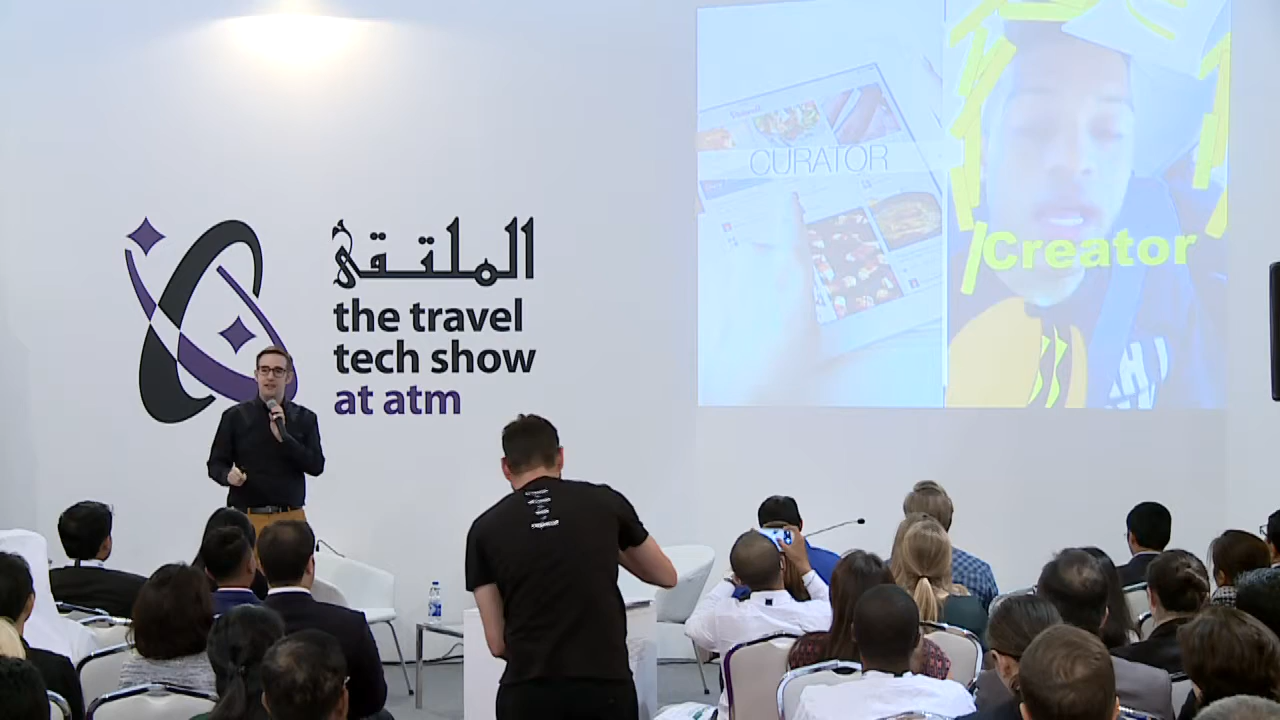 الملتقى
the travel
tech show
at atm
CURATOR
Creator